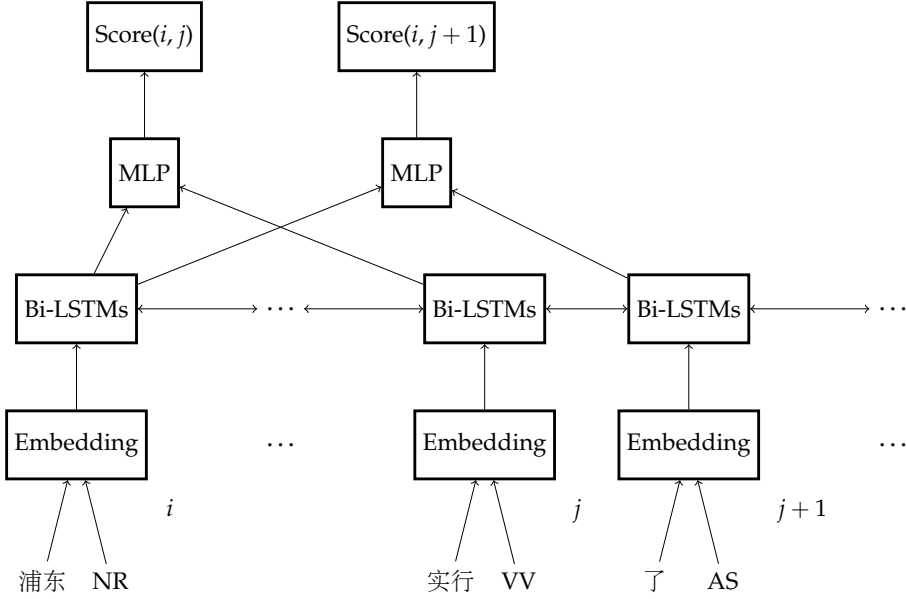 Score(i, j) Score(i, j + 1)
MLP MLP
Bi-LSTMs ··· Bi-LSTMs Bi-LSTMs ···
Embedding ··· Embedding Embedding ···
i j j + 1
浦东 NR 实行 VV 了 AS